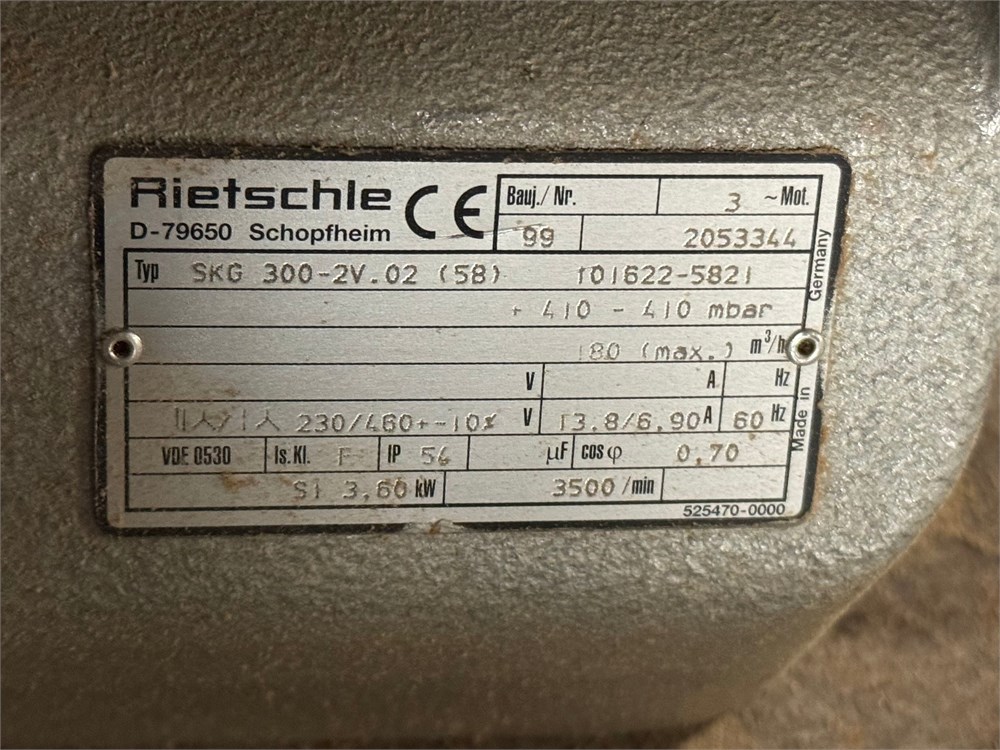 Rietschle CE
D-79650 Schopfheim
Bauj./ Nr. 3 ~ Mot.
99 2053344
Typ SKG 300-2V.02 (58) 101622-5821
+ 410 - 410 mbar
180 (max.) m³/h
V A Hz
230/460+-10% V 13.8/6,90 A 60 Hz
VDE 0530 Is.Kl. F IP 54 µF cos φ 0,70
S1 3,60 kW 3500 /min
525470-0000
Made in Germany